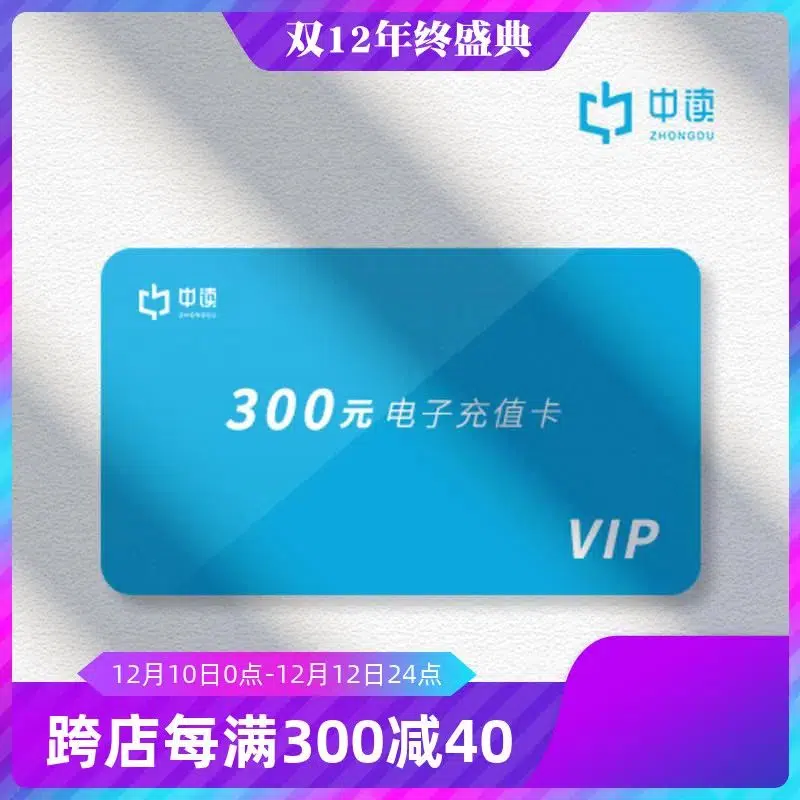 双12年终盛典
中读
ZHONGDU
中读
ZHONGDU
300元 电子充值卡
VIP
12月10日0点-12月12日24点
跨店每满300减40